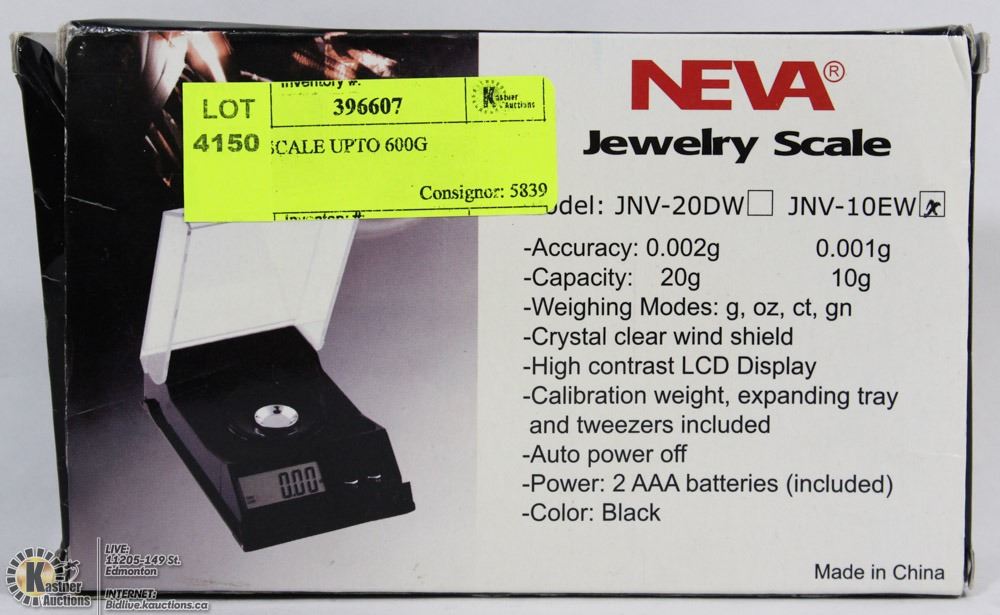 Inventory #:
LOT
396607
Kastner
Auctions
4150
SCALE UPTO 600G
Consignor: 5839
Inventory #:
NEVA®
Jewelry Scale
Model: JNV-20DW JNV-10EW
-Accuracy: 0.002g 0.001g
-Capacity: 20g 10g
-Weighing Modes: g, oz, ct, gn
-Crystal clear wind shield
-High contrast LCD Display
-Calibration weight, expanding tray
and tweezers included
-Auto power off
-Power: 2 AAA batteries (included)
-Color: Black
Made in China
0.00
Kastner
Auctions
LIVE:
11205-149 St.
Edmonton
INTERNET:
Bidlive.kauctions.ca